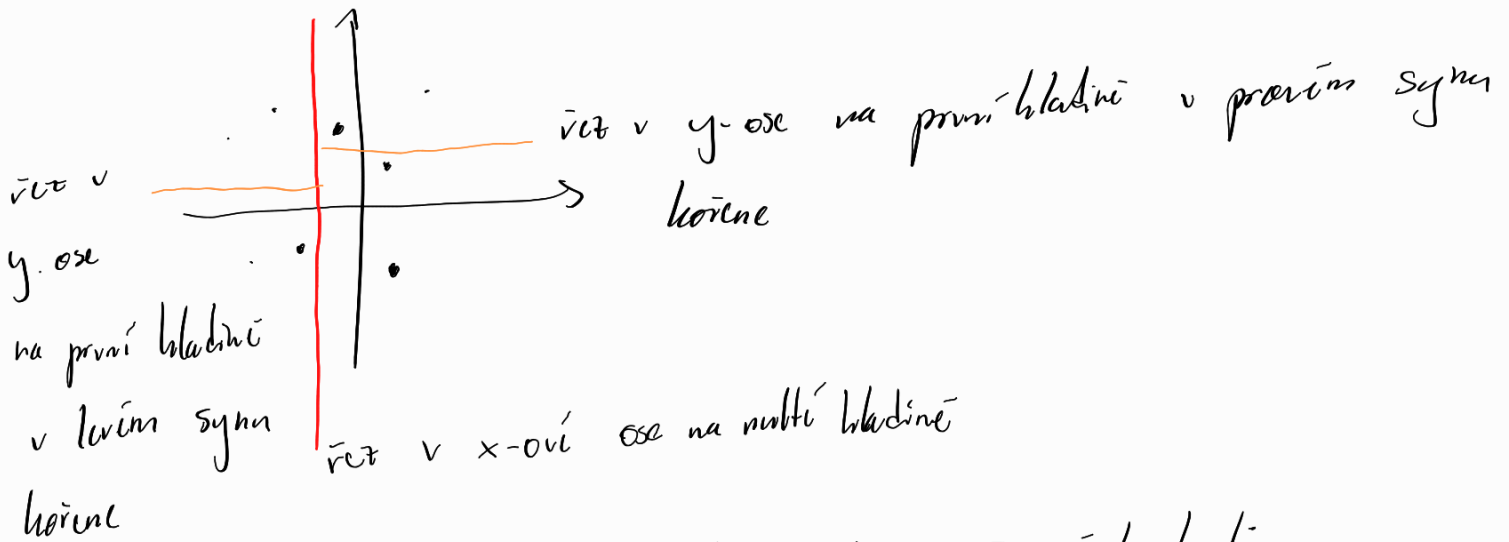 řez v y-ose na první hladině v pravém synu
kořene
řez v
y-ose
na první hladině
v levém synu
kořene
řez v x-ové ose na nulté hladině